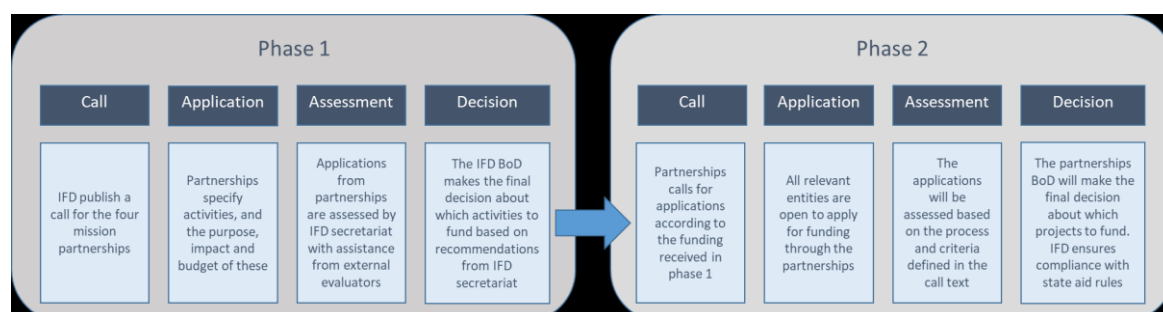 Phase 1
Call
Application
Assessment
Decision
IFD publish a
call for the four
mission
partnerships
Partnerships
specify
activities, and
the purpose,
impact and
budget of these
Applications
from
partnerships
are assessed by
IFD secretariat
with assistance
from external
evaluators
The IFD BoD
makes the final
decision about
which activities to
fund based on
recommendations
from IFD
secretariat
Phase 2
Call
Application
Assessment
Decision
Partnerships
calls for
applications
according to
the funding
received in
phase 1
All relevant
entities are
open to apply
for funding
through the
partnerships
The
applications
will be
assessed based
on the process
and criteria
defined in the
call text
The partnerships
BoD will make the
final decision
about which
projects to fund.
IFD ensures
compliance with
state aid rules